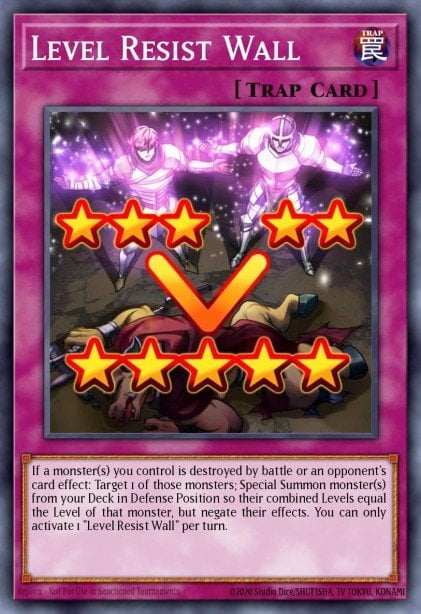 LEVEL RESIST WALL
TRAP
罠
[TRAP CARD]
If a monster(s) you control is destroyed by battle or an opponent's
card effect: Target 1 of those monsters; Special Summon monster(s)
from your Deck in Defense Position so their combined Levels equal
the Level of that monster, but negate their effects. You can only
activate 1 "Level Resist Wall" per turn.
Replica - Not For Use in Sanctioned Tournaments
©2020 Studio Dice/SHUEISHA, TV TOKYO, KONAMI